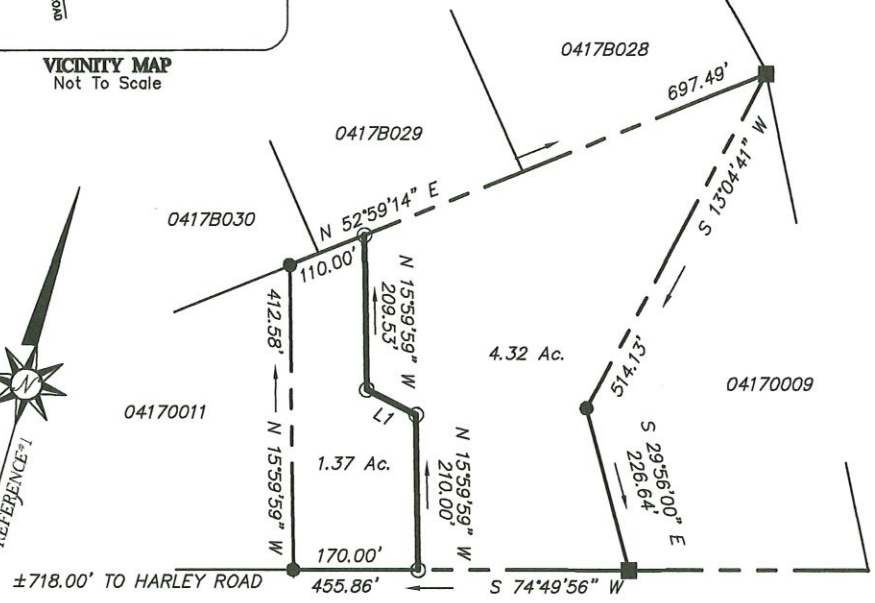 ROAD
VICINITY MAP
Not To Scale
0417B028
697.49'
0417B029
S 13°04'41" W
N 52°59'14" E
0417B030
110.00'
412.58'
N 15°59'59" W
209.53'
4.32 Ac.
514.13'
04170009
N
04170011
L1
REFERENCE#1
N 15°59'59" W
1.37 Ac.
N 15°59'59" W
210.00'
S 29°56'00" E
226.64'
170.00'
±718.00' TO HARLEY ROAD
455.86'
S 74°49'56" W